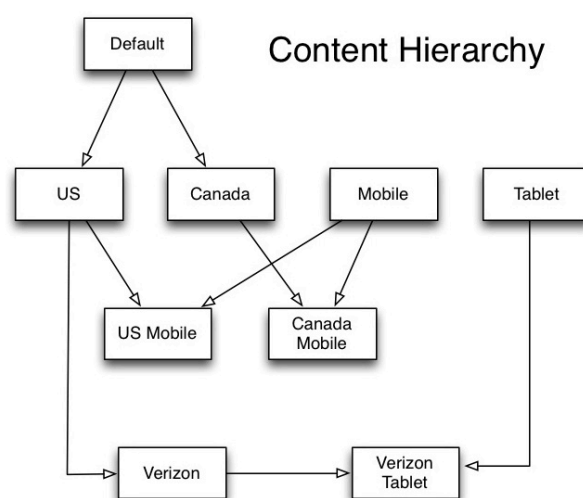 Default
Content Hierarchy
US
Canada
Mobile
Tablet
US Mobile
Canada
Mobile
Verizon
Verizon
Tablet